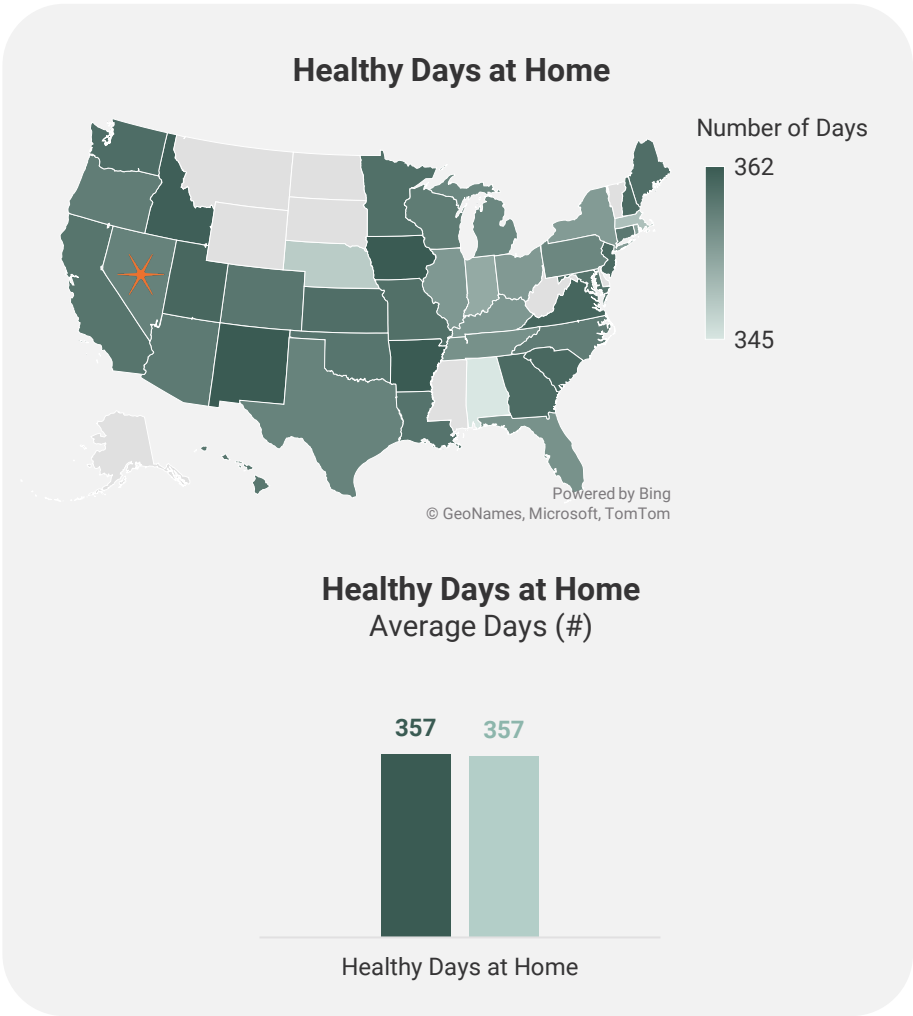 Healthy Days at Home
Number of Days
362
345
Powered by Bing
© GeoNames, Microsoft, TomTom
Healthy Days at Home
Average Days (#)
357
357
Healthy Days at Home